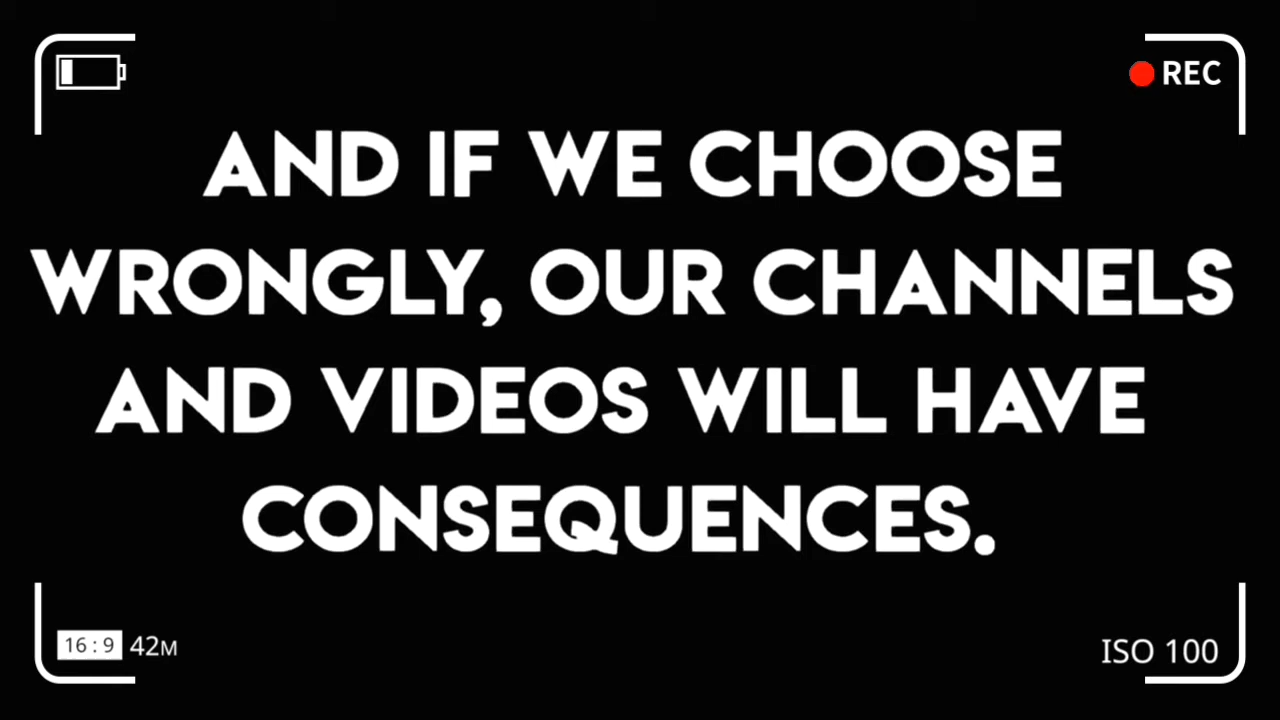 REC
AND IF WE CHOOSE
WRONGLY, OUR CHANNELS
AND VIDEOS WILL HAVE
CONSEQUENCES.
16:9 42M
ISO 100